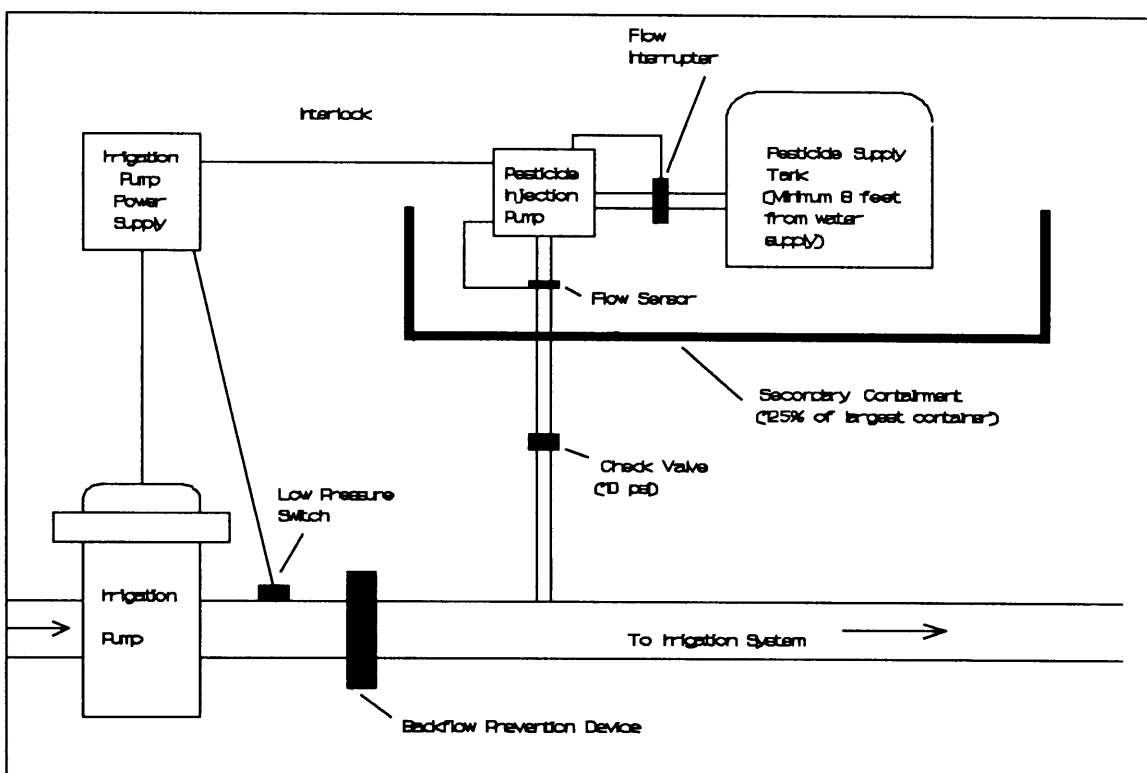 Flow
Interrupter
Interlock
Irrigation
Pump
Power
Supply
Pesticide
Injection
Pump
Pesticide Supply
Tank
(Minimum 8 feet
from water
supply)
Flow Sensor
Secondary Containment
(125% of largest container)
Check Valve
(10 psi)
Low Pressure
Switch
Irrigation
Pump
To Irrigation System
Backflow Prevention Device